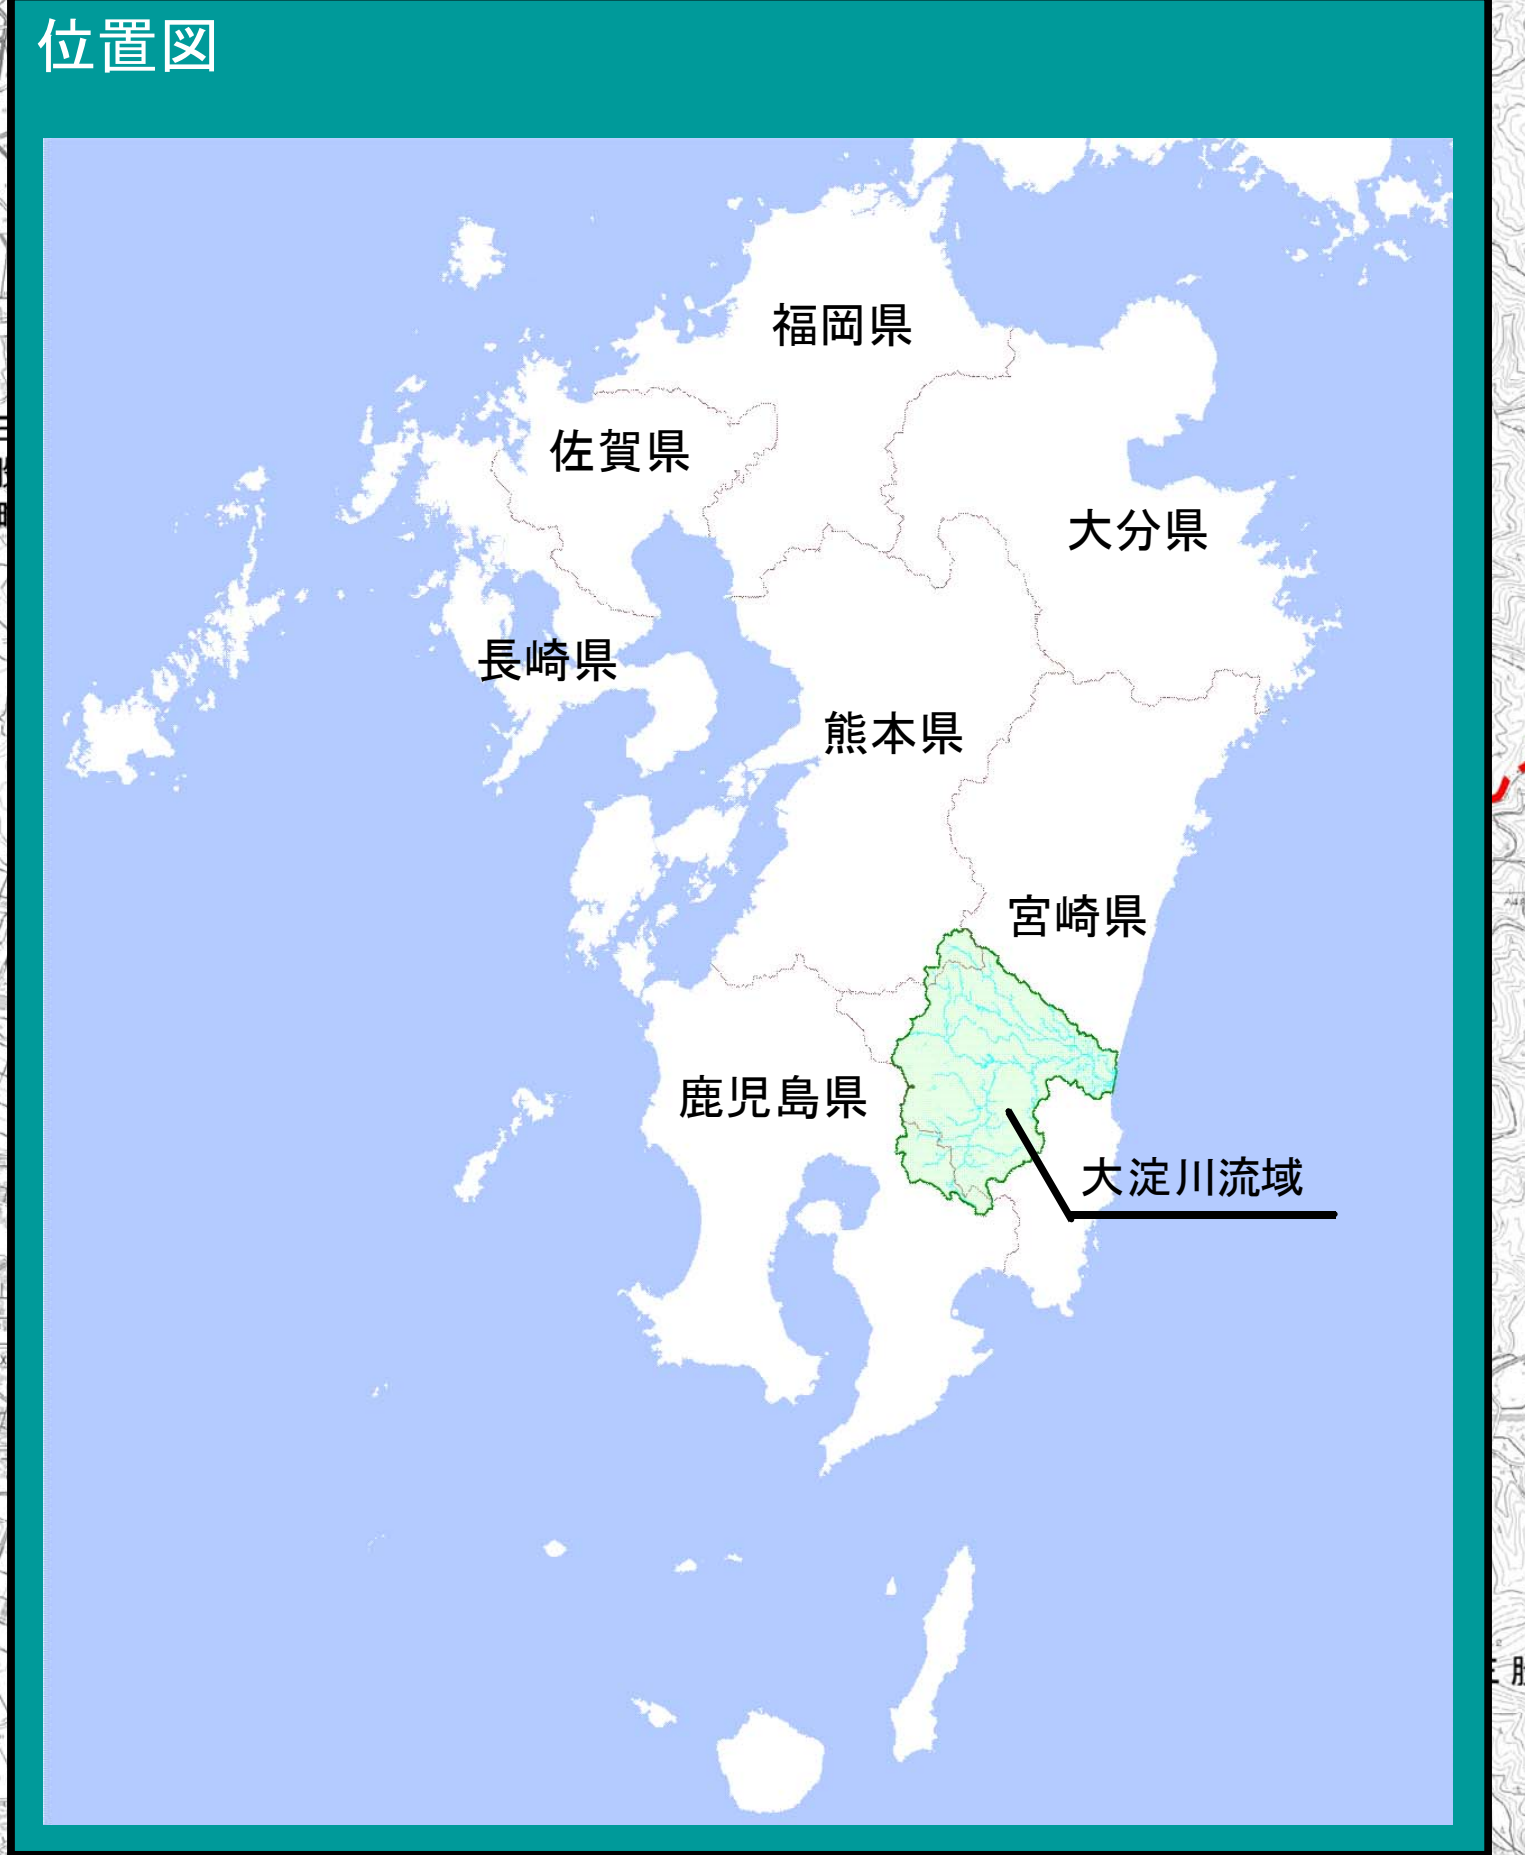 位置図
福岡県
佐賀県
大分県
長崎県
熊本県
宮崎県
鹿児島県
大淀川流域